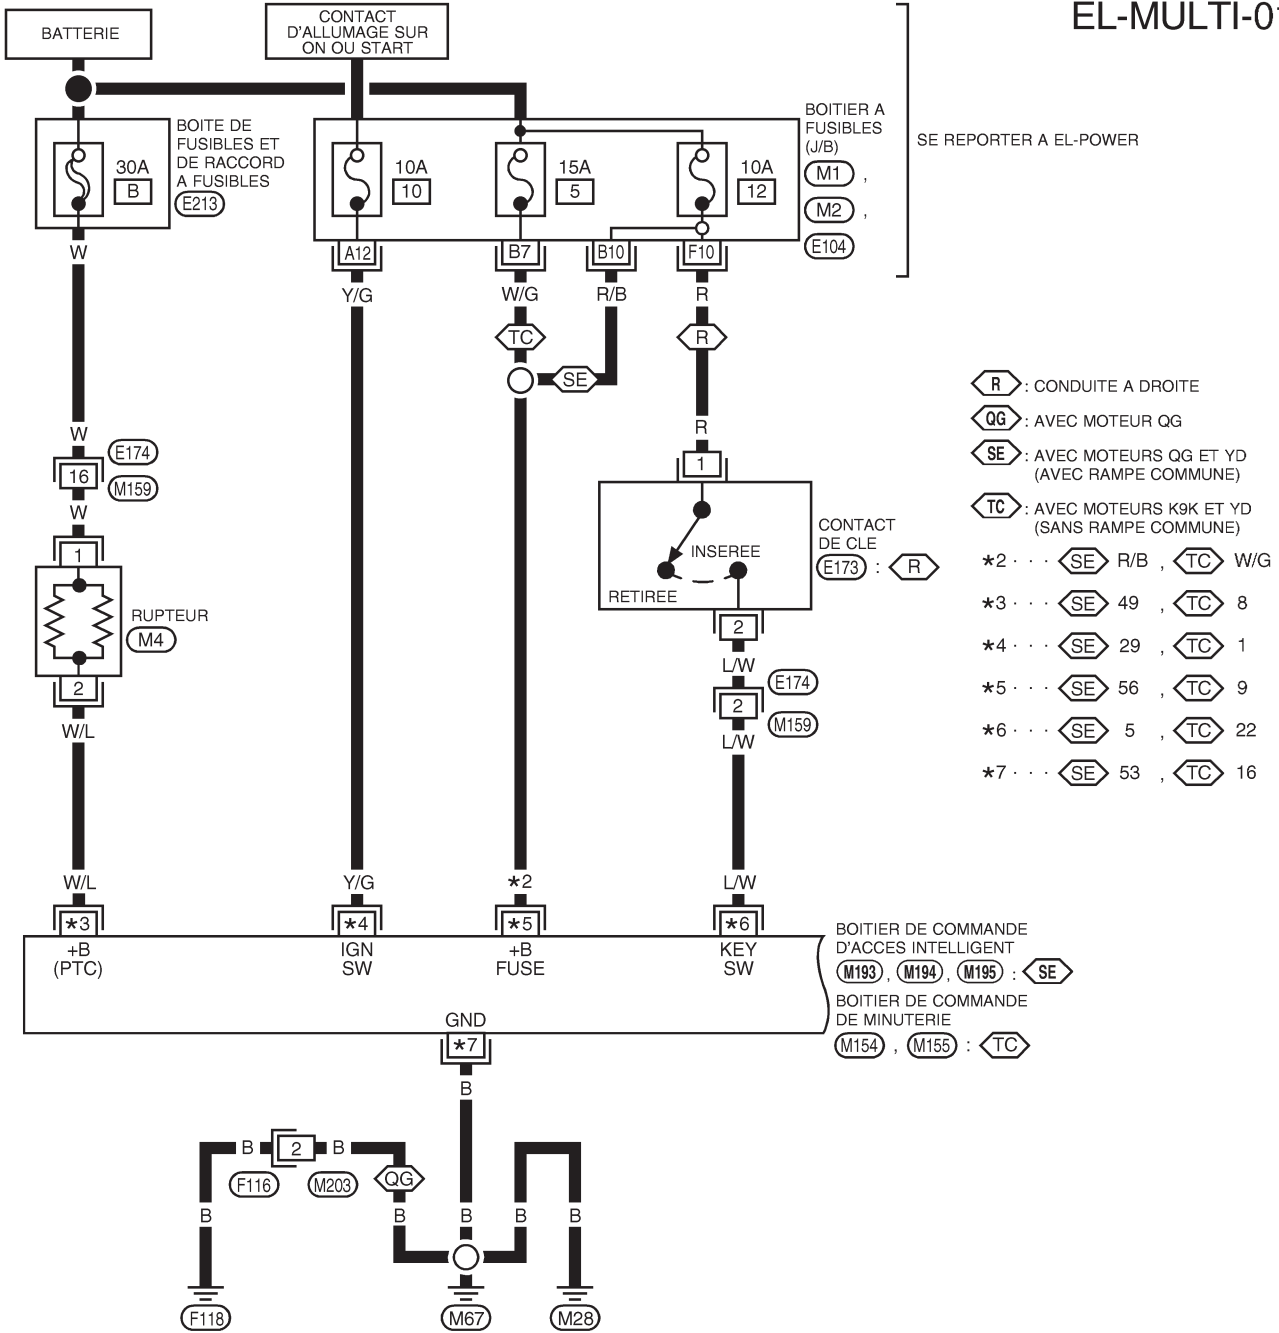 EL-MULTI-01
BATTERIE
CONTACT
D'ALLUMAGE SUR
ON OU START
BOITE DE
FUSIBLES ET
DE RACCORD
A FUSIBLES
E213
30A
B
10A
10
15A
5
10A
12
BOITIER A
FUSIBLES
(J/B)
M1 ,
M2 ,
E104
SE REPORTER A EL-POWER
A12
B7
B10
F10
W
Y/G
W/G
R/B
R
TC
R
SE
R : CONDUITE A DROITE
QG : AVEC MOTEUR QG
SE : AVEC MOTEURS QG ET YD
(AVEC RAMPE COMMUNE)
TC : AVEC MOTEURS K9K ET YD
(SANS RAMPE COMMUNE)
*2 · · · SE R/B , TC W/G
*3 · · · SE 49 , TC 8
*4 · · · SE 29 , TC 1
*5 · · · SE 56 , TC 9
*6 · · · SE 5 , TC 22
*7 · · · SE 53 , TC 16
W
R
E174
16
M159
1
W
1
CONTACT
DE CLE
E173 : R
INSEREE
RETIREE
RUPTEUR
M4
2
2
W/L
L/W
E174
2
M159
L/W
W/L
Y/G
*2
L/W
*3
*4
*5
*6
+B
(PTC)
IGN
SW
+B
FUSE
KEY
SW
BOITIER DE COMMANDE
D'ACCES INTELLIGENT
M193 , M194 , M195 : SE
BOITIER DE COMMANDE
DE MINUTERIE
M154 , M155 : TC
GND
*7
B
B
2
B
F116
M203
QG
B
B
B
B
B
F118
M67
M28